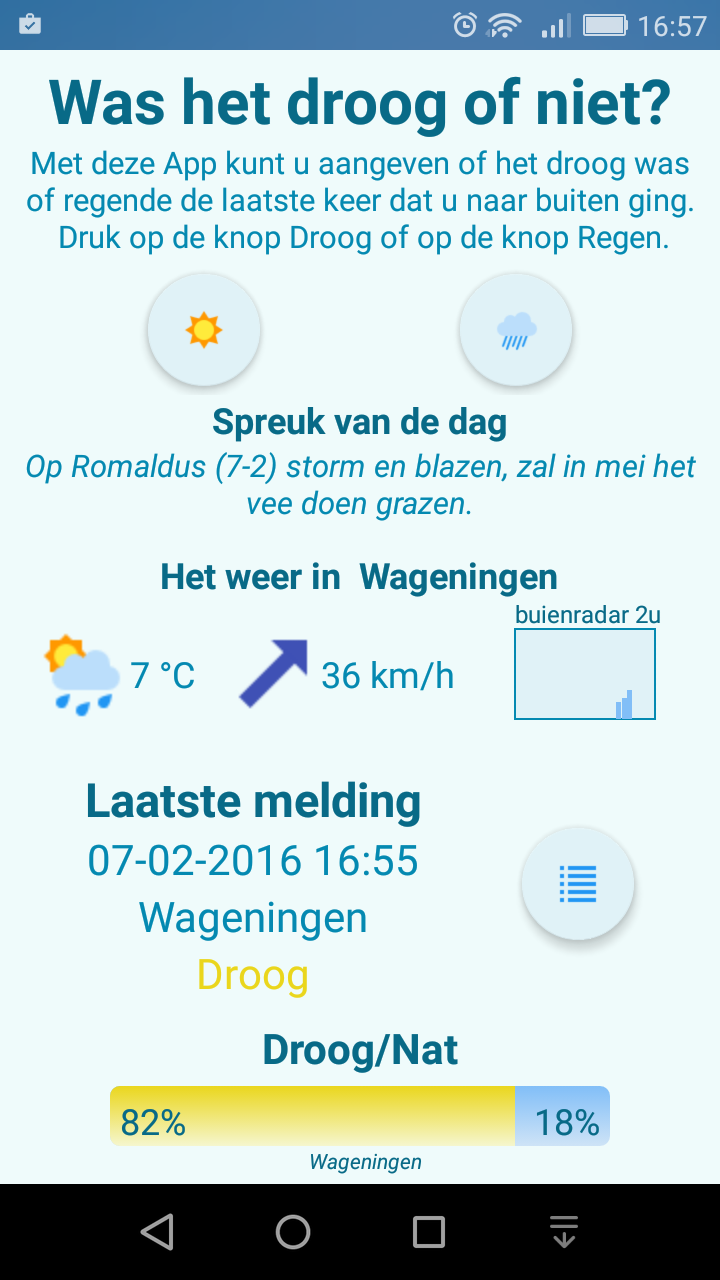 16:57
Was het droog of niet?
Met deze App kunt u aangeven of het droog was
of regende de laatste keer dat u naar buiten ging.
Druk op de knop Droog of op de knop Regen.
Spreuk van de dag
Op Romaldus (7-2) storm en blazen, zal in mei het
vee doen grazen.
Het weer in  Wageningen
buienradar 2u
7 °C
36 km/h
Laatste melding
07-02-2016 16:55
Wageningen
Droog
Droog/Nat
82%
18%
Wageningen